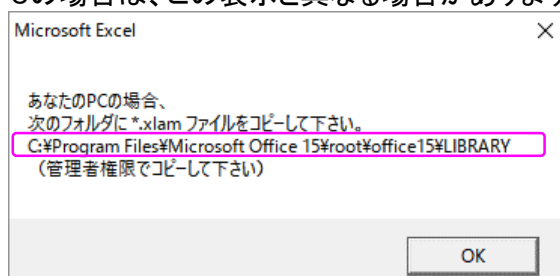 の場合は、この表示と異なる場合があります
Microsoft Excel
あなたのPCの場合、
次のフォルダに *.xlam ファイルをコピーして下さい。
C:¥Program Files¥Microsoft Office 15¥root¥office15¥LIBRARY
（管理者権限でコピーして下さい）
OK